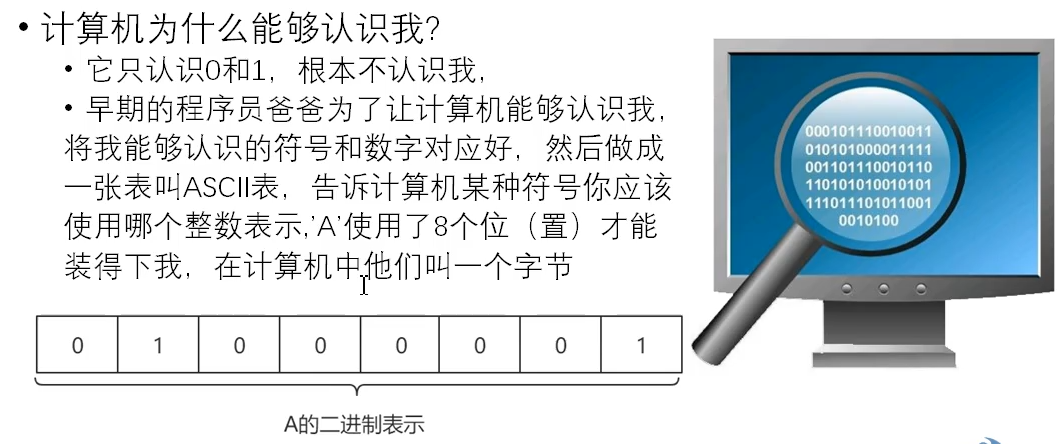 • 计算机为什么能够认识我?
• 它只认识0和1，根本不认识我，
• 早期的程序员爸爸为了让计算机能够认识我，
将我能够认识的符号和数字对应好，然后做成
一张表叫ASCII表，告诉计算机某种符号你应该
使用哪个整数表示,'A'使用了8个位（置）才能
装得下我，在计算机中他们叫一个字节
0 1 0 0 0 0 0 1
A的二进制表示
000101110010011
010101000011111
001101110010110
110101010010101
111011101011001
0010100